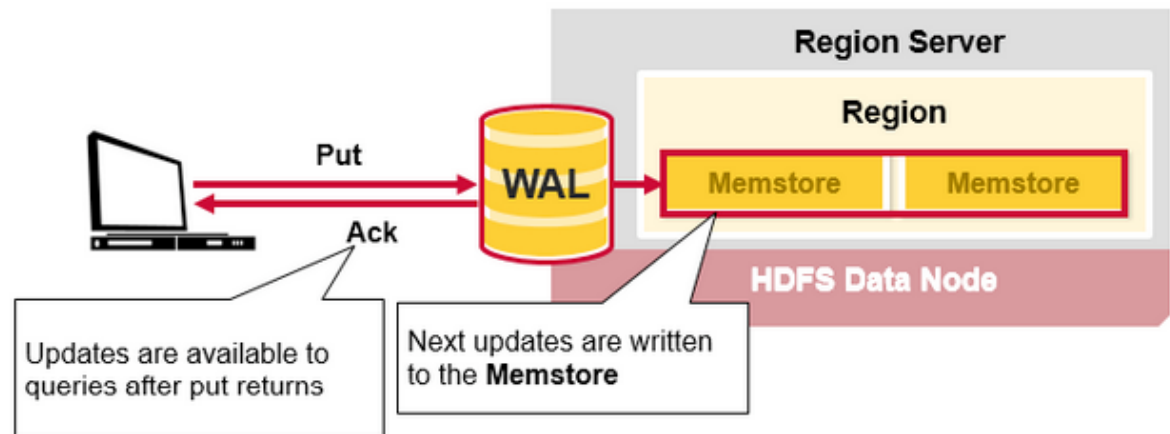 Region Server
Region
Put
WAL
Memstore Memstore
Ack
HDFS Data Node
Updates are available to
queries after put returns
Next updates are written
to the Memstore